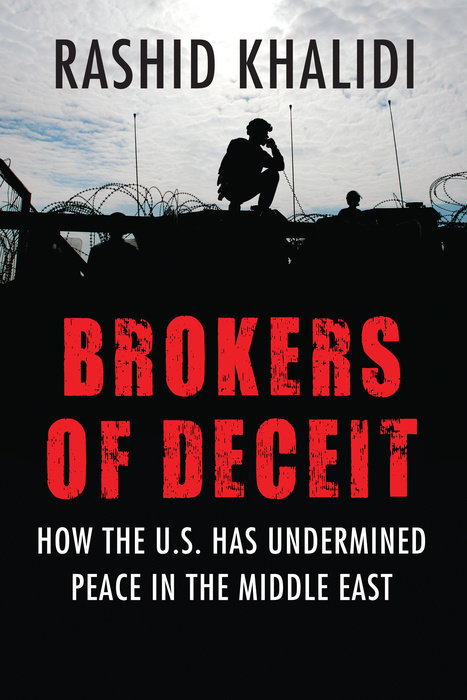 RASHID KHALIDI
BROKERS
OF DECEIT
HOW THE U.S. HAS UNDERMINED
PEACE IN THE MIDDLE EAST